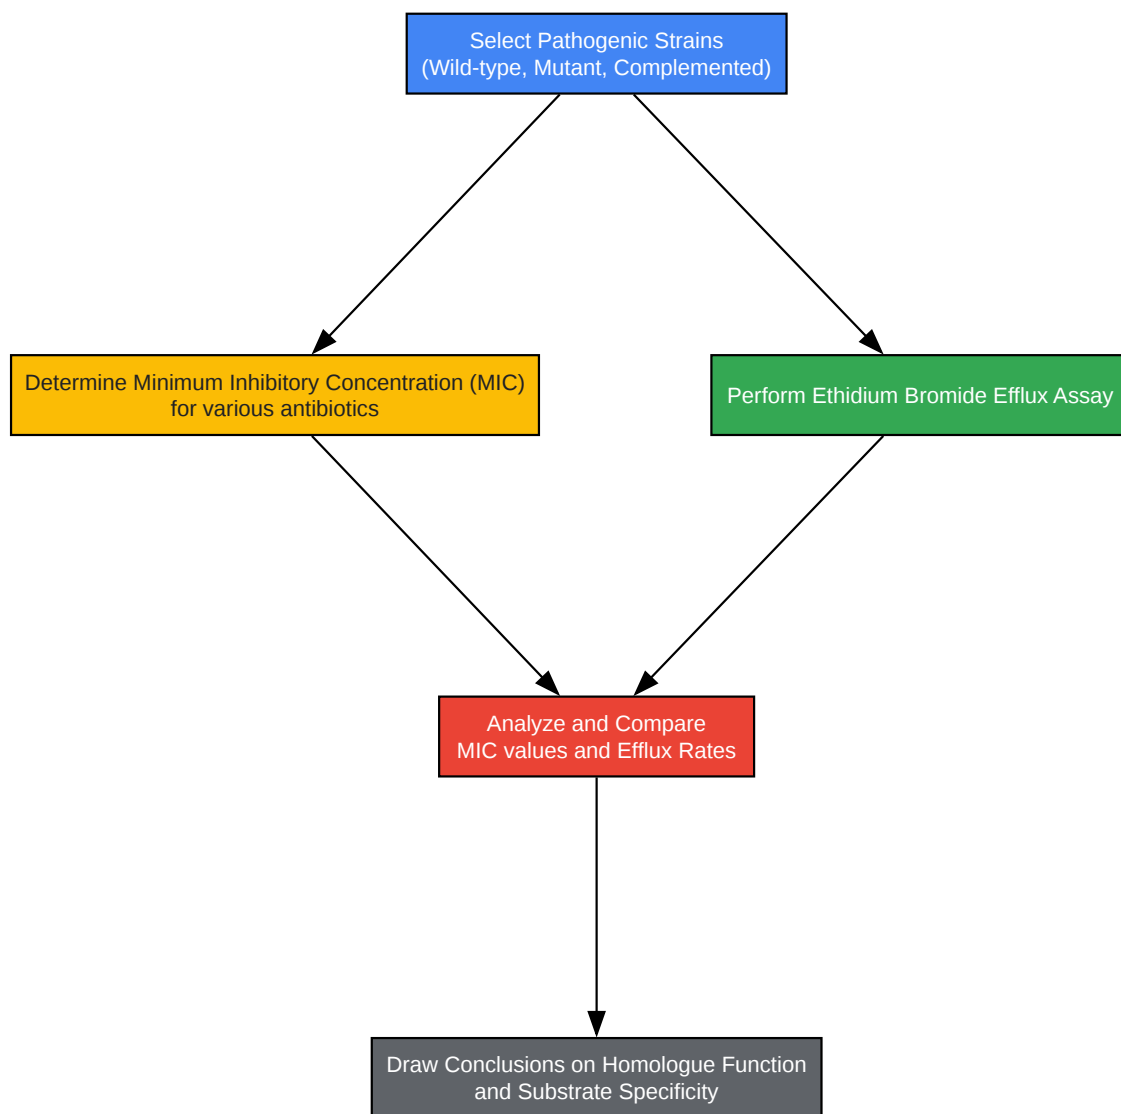 Select Pathogenic Strains
(Wild-type, Mutant, Complemented)
Determine Minimum Inhibitory Concentration (MIC)
for various antibiotics
Perform Ethidium Bromide Efflux Assay
Analyze and Compare
MIC values and Efflux Rates
Draw Conclusions on Homologue Function
and Substrate Specificity